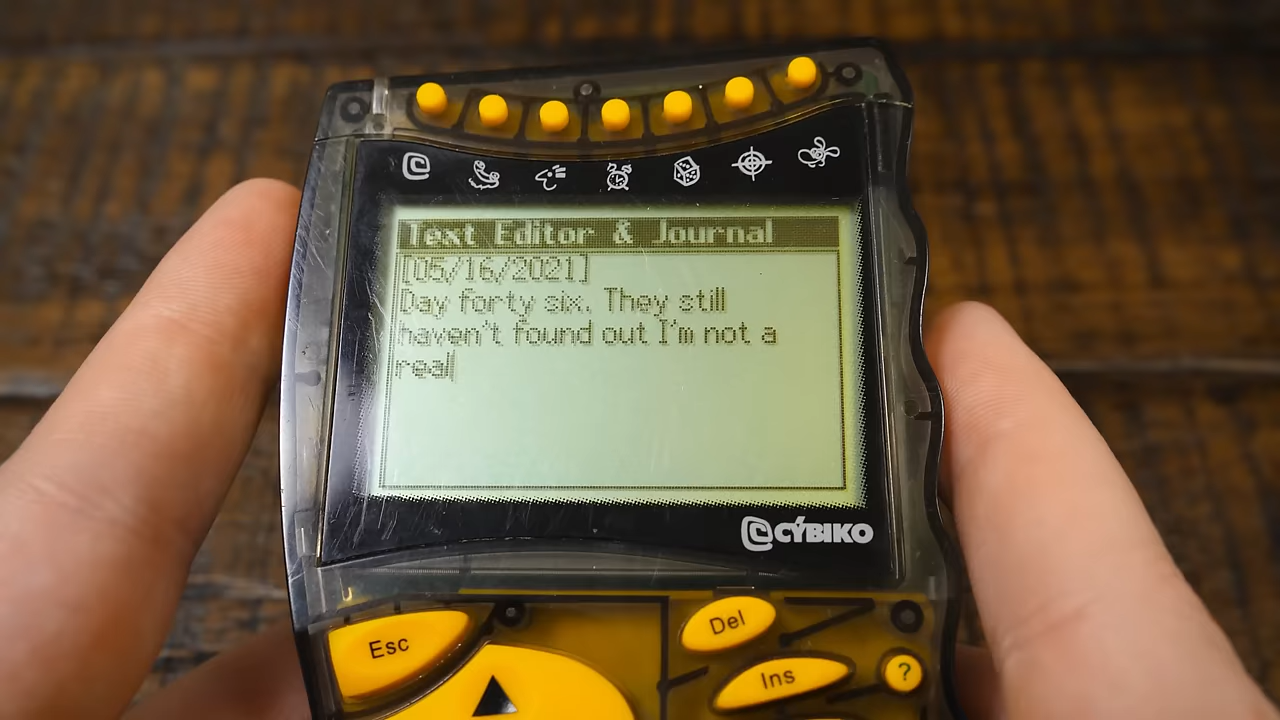 Text Editor & Journal
[05/16/2021]
Day forty six. They still
haven't found out I'm not a
real
CYBIKO
Esc
Del
Ins
?